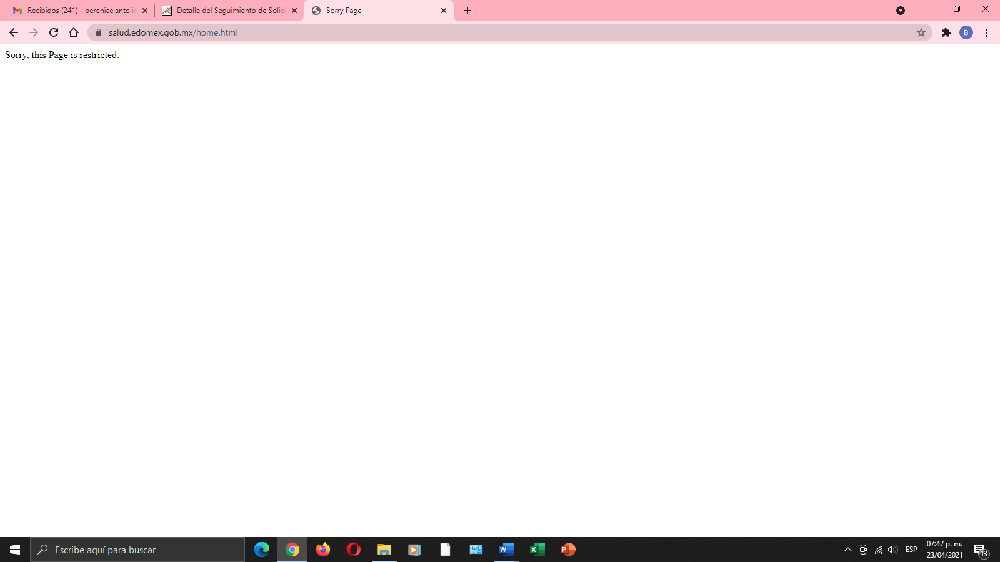 Recibidos (241) - berenice.antolin
Detalle del Seguimiento de Solici
Sorry Page
salud.edomex.gob.mx/home.html
B
Sorry, this Page is restricted.
Escribe aquí para buscar
ESP
07:47 p. m.
23/04/2021
13